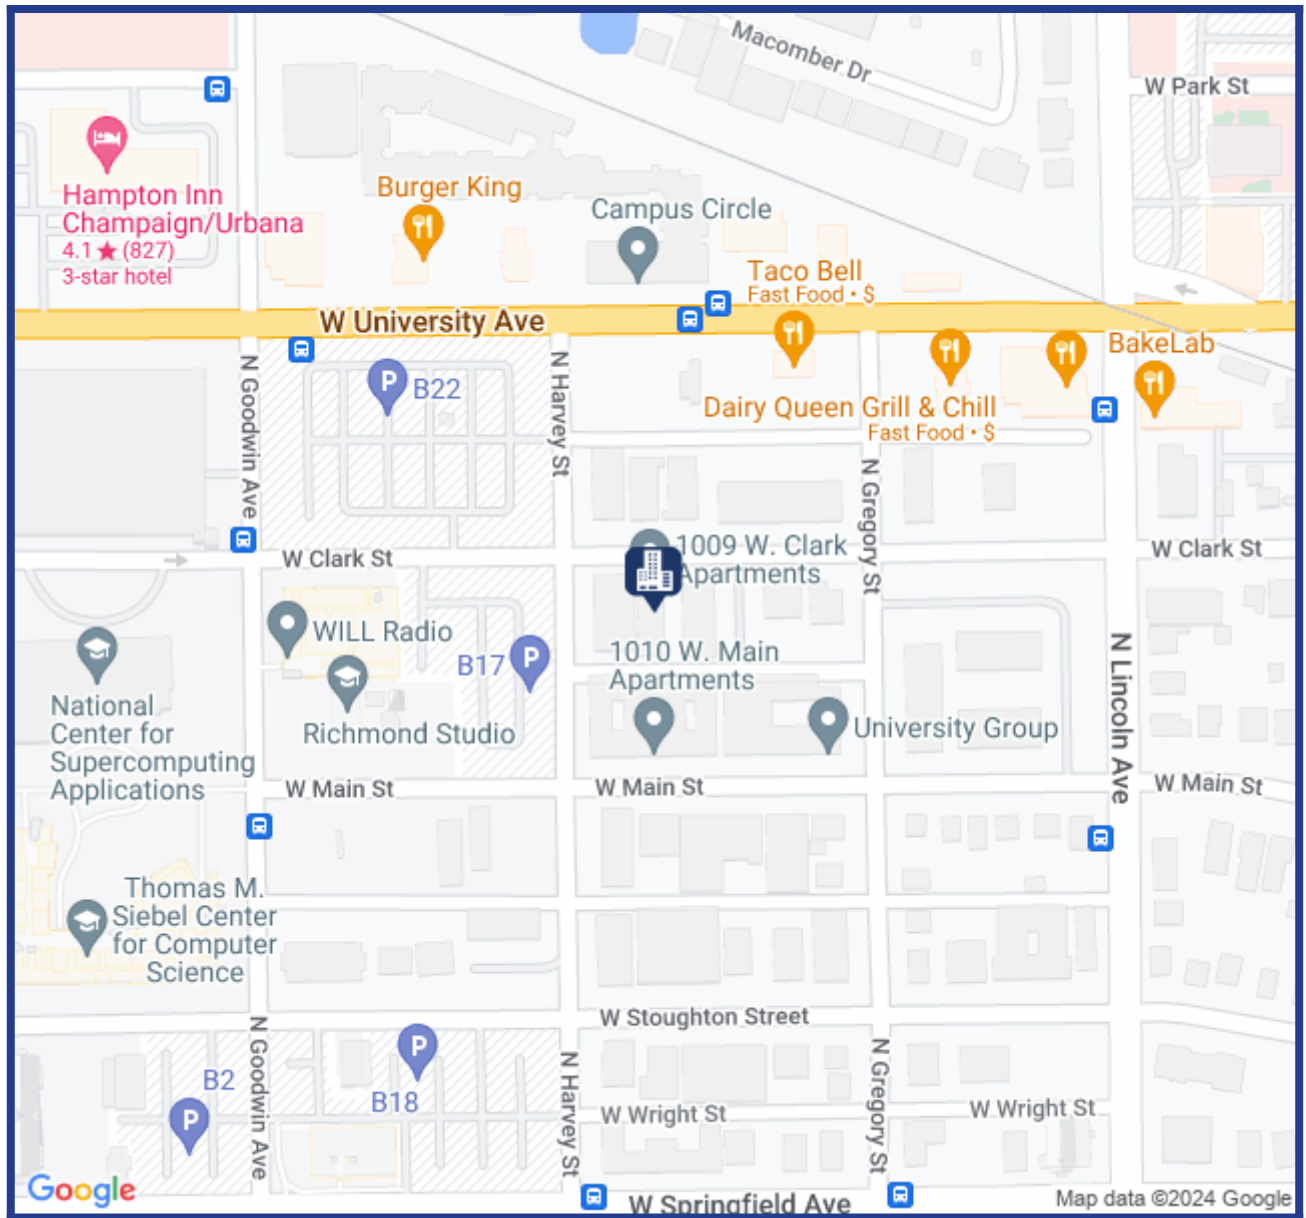 Macomber Dr
W Park St
Hampton Inn
Champaign/Urbana
4.1 ★ (827)
3-star hotel
Burger King
Campus Circle
Taco Bell
Fast Food • $
W University Ave
BakeLab
B22
Dairy Queen Grill & Chill
Fast Food • $
N Goodwin Ave
N Harvey St
N Gregory St
W Clark St
1009 W. Clark
Apartments
W Clark St
WILL Radio
B17
1010 W. Main
Apartments
N Lincoln Ave
National
Center for
Supercomputing
Applications
Richmond Studio
University Group
W Main St
W Main St
W Main St
Thomas M.
Siebel Center
for Computer
Science
W Stoughton Street
N Goodwin Ave
N Harvey St
N Gregory St
B2
B18
W Wright St
W Wright St
Google
W Springfield Ave
Map data ©2024 Google
P
P
P
P